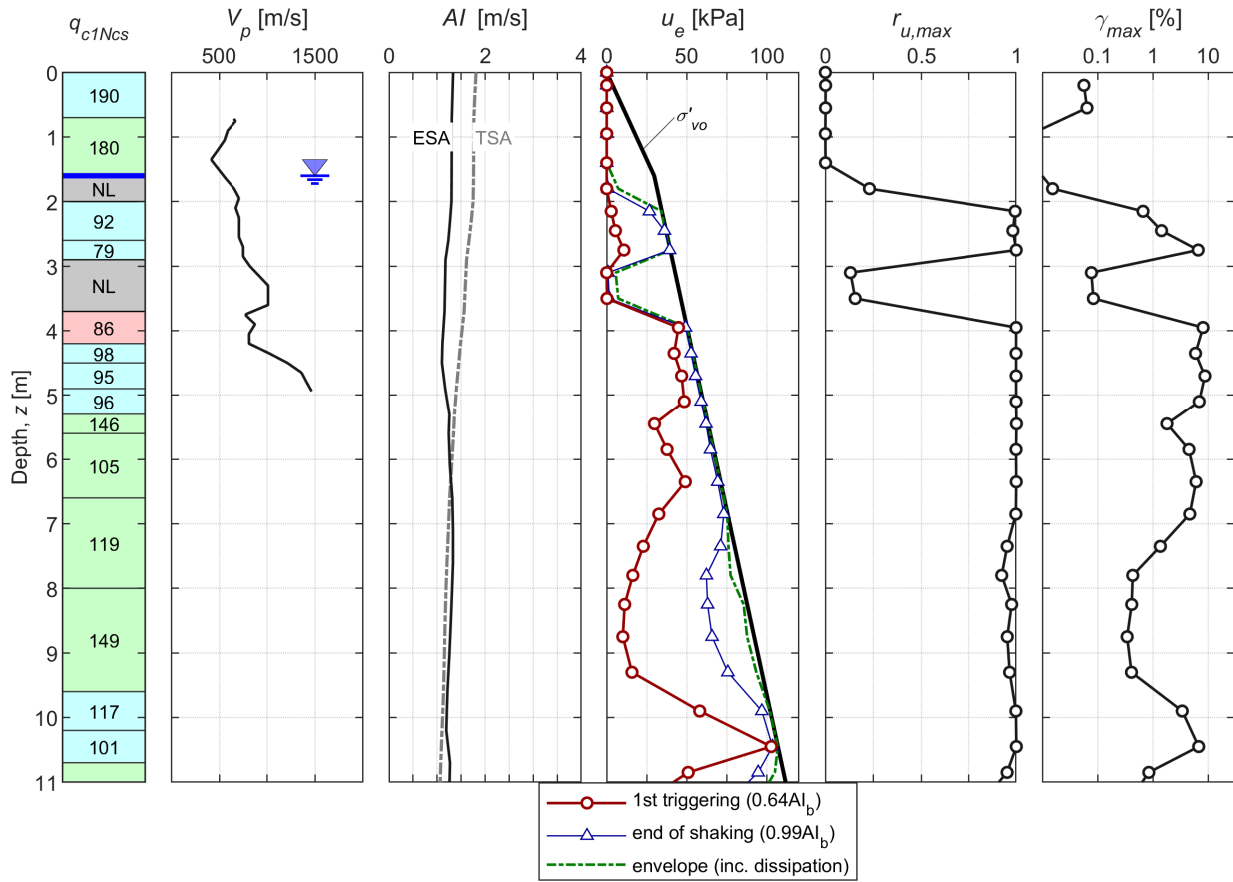 q_c1Ncs
V_p [m/s]
AI [m/s]
u_e [kPa]
r_u,max
γ_max [%]
500 1500
0 2 4
0 50 100
0 0.5 1
0.1 1 10
Depth, z [m]
0
1
2
3
4
5
6
7
8
9
10
11
190
180
NL
92
79
NL
86
98
95
96
146
105
119
149
117
101
ESA TSA
σ'_vo
1st triggering (0.64AI_b)
end of shaking (0.99AI_b)
envelope (inc. dissipation)